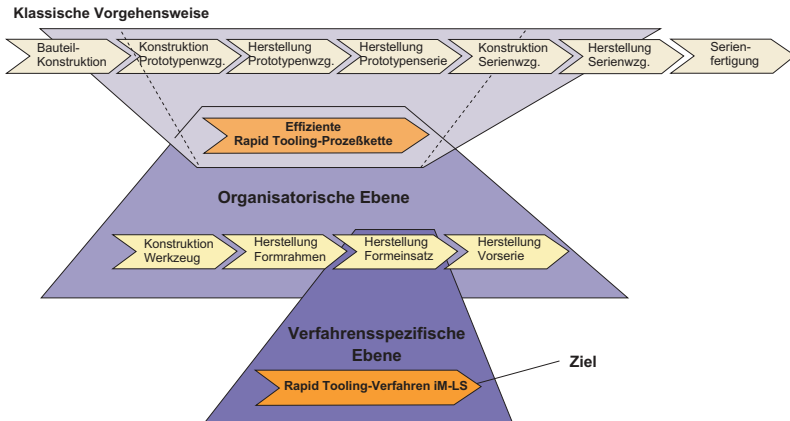 Klassische Vorgehensweise
Bauteil-
Konstruktion
Konstruktion
Prototypenwzg.
Herstellung
Prototypenwzg.
Herstellung
Prototypenserie
Konstruktion
Serienwzg.
Herstellung
Serienwzg.
Serien-
fertigung
Effiziente
Rapid Tooling-Prozeßkette
Organisatorische Ebene
Konstruktion
Werkzeug
Herstellung
Formrahmen
Herstellung
Formeinsatz
Herstellung
Vorserie
Verfahrensspezifische
Ebene
Ziel
Rapid Tooling-Verfahren iM-LS